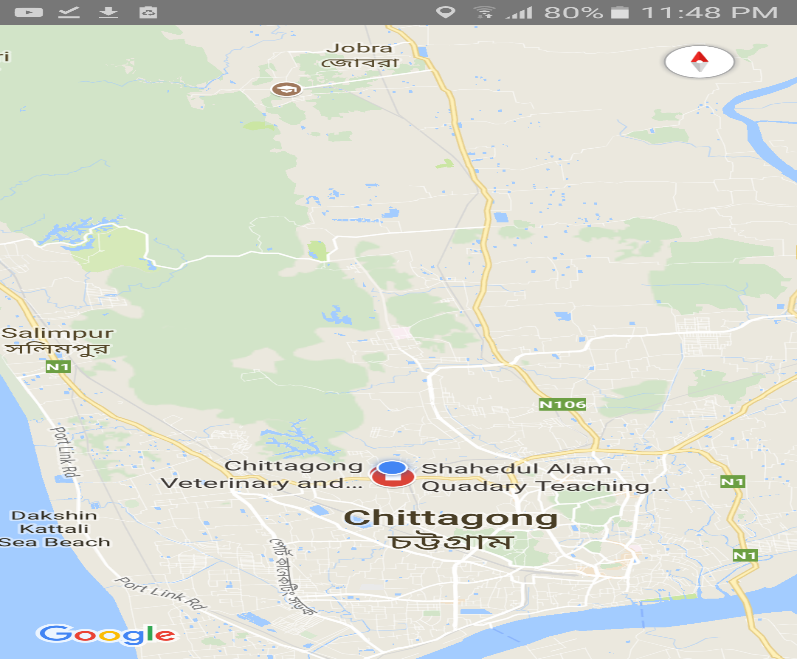 80% 11:48 PM
Jobra
জোবরা
ri
Salimpur
সলিমপুর
N1
N106
Port Link Rd
Chittagong
Veterinary and...
Shahedul Alam
Quadary Teaching...
N1
Chittagong
চট্টগ্রাম
Dakshin
Kattali
Sea Beach
N1
Port Link Rd
Google